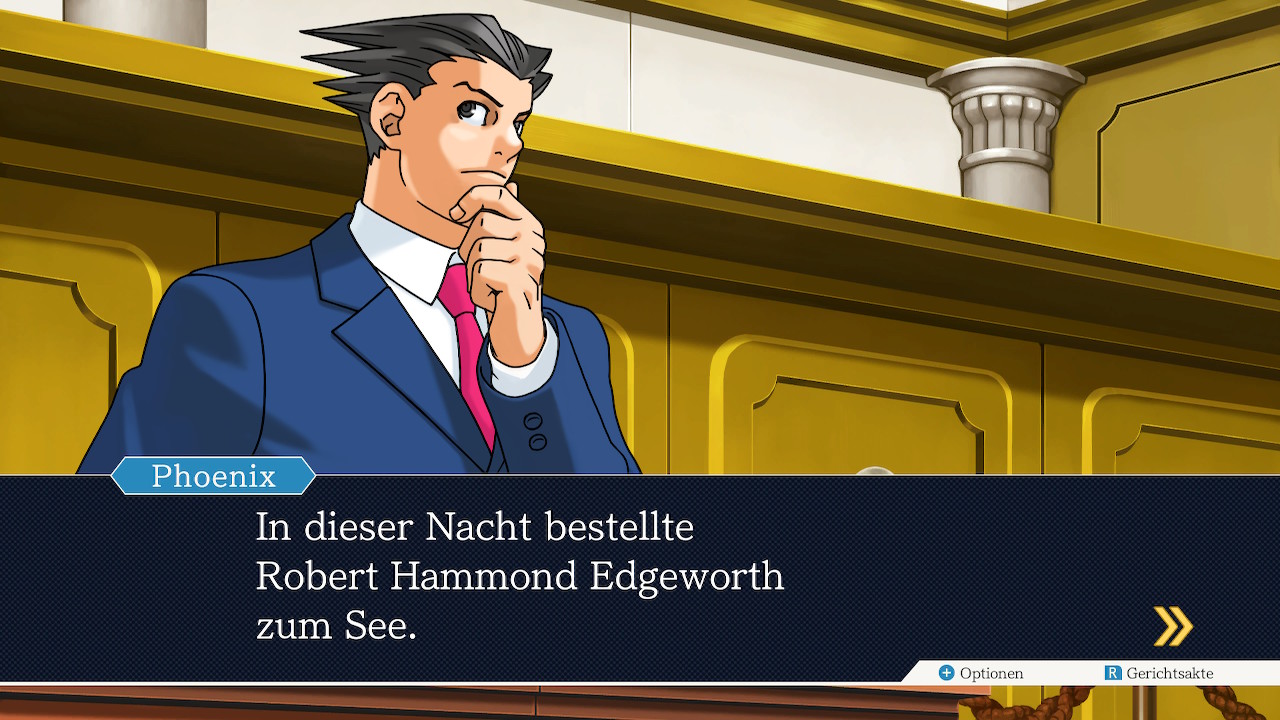 Phoenix
In dieser Nacht bestellte
Robert Hammond Edgeworth
zum See.
+ Optionen
R Gerichtsakte